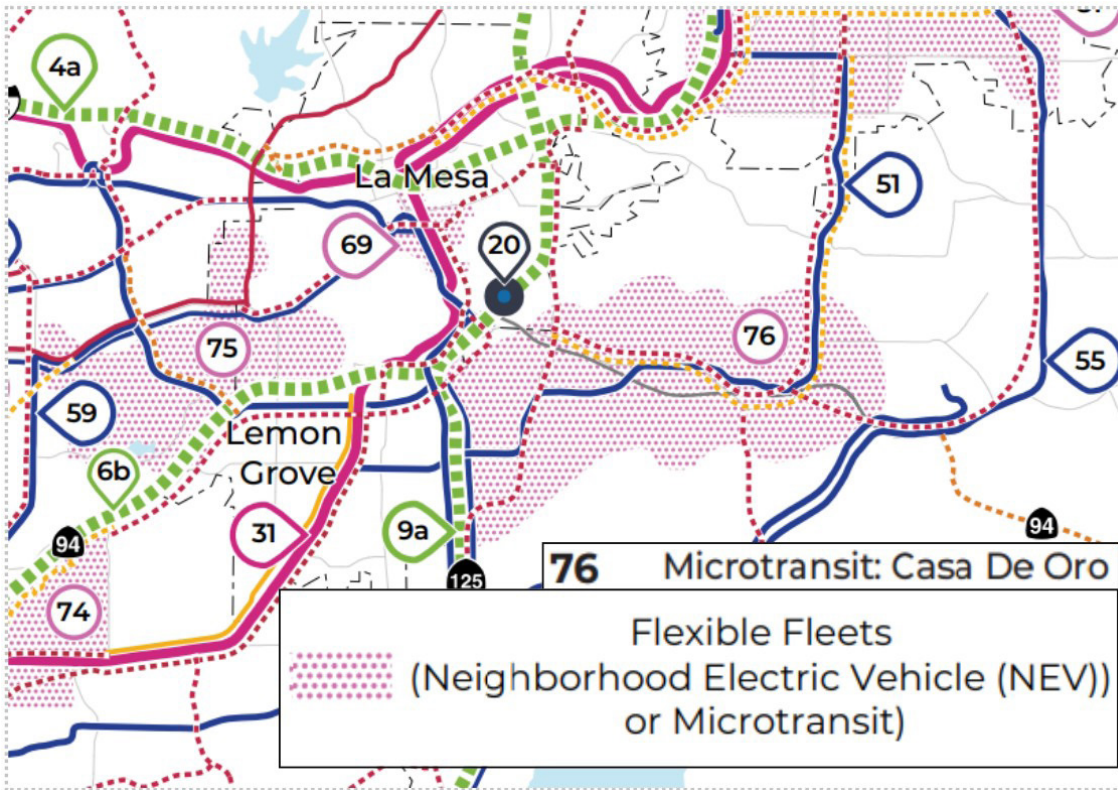 4a
La Mesa
51
69
20
75
76
55
59
Lemon
Grove
6b
31
9a
94
94
125
74
76 Microtransit: Casa De Oro
Flexible Fleets
(Neighborhood Electric Vehicle (NEV))
or Microtransit)